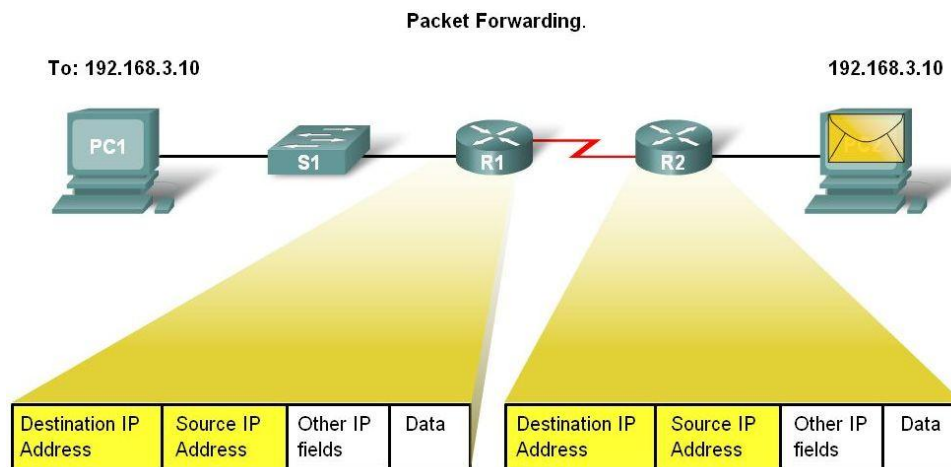 Packet Forwarding.
To: 192.168.3.10
192.168.3.10
PC1
S1
R1
R2
PC2
Destination IP
Address
Source IP
Address
Other IP
fields
Data
Destination IP
Address
Source IP
Address
Other IP
fields
Data